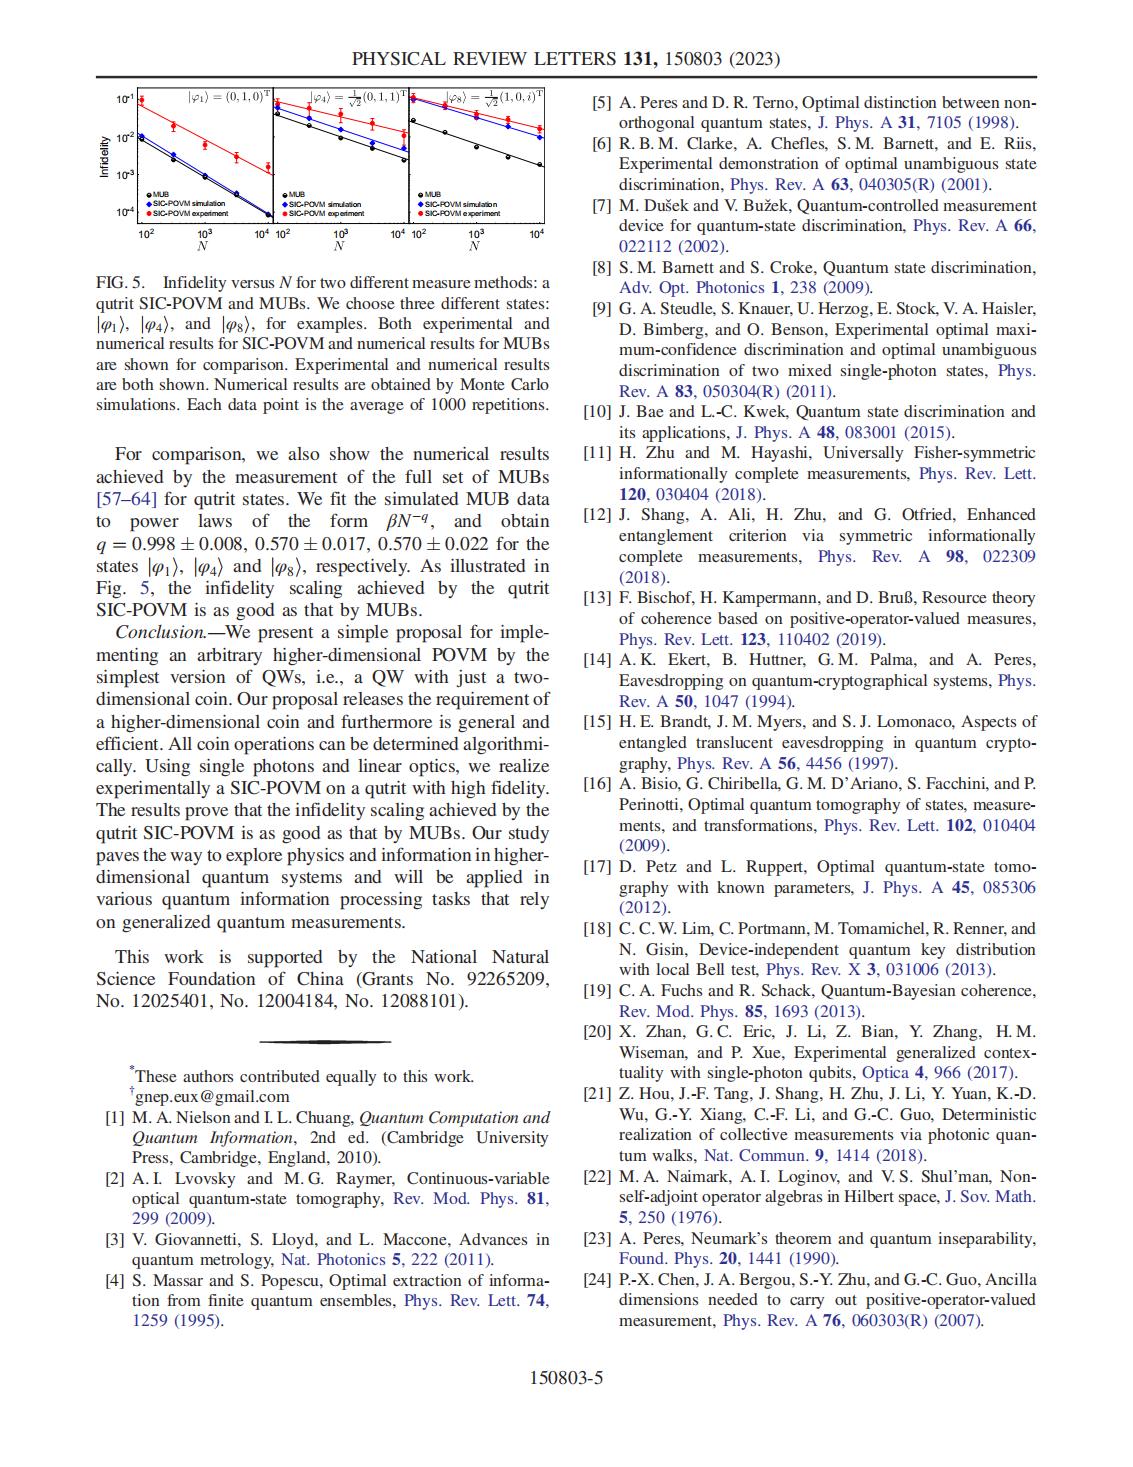 PHYSICAL REVIEW LETTERS 131, 150803 (2023)
|φ1⟩ = (0, 1, 0)^T
|φ4⟩ = 1/√2 (0, 1, 1)^T
|φ8⟩ = 1/√2 (1, 0, i)^T
10^-1
10^-2
10^-3
10^-4
Infidelity
MUB
SIC-POVM simulation
SIC-POVM experiment
MUB
SIC-POVM simulation
SIC-POVM experiment
MUB
SIC-POVM simulation
SIC-POVM experiment
10^2 10^3 10^4 10^2 10^3 10^4 10^2 10^3 10^4
N N N
FIG. 5. Infidelity versus N for two different measure methods: a
qutrit SIC-POVM and MUBs. We choose three different states:
|φ1⟩, |φ4⟩, and |φ8⟩, for examples. Both experimental and
numerical results for SIC-POVM and numerical results for MUBs
are shown for comparison. Experimental and numerical results
are both shown. Numerical results are obtained by Monte Carlo
simulations. Each data point is the average of 1000 repetitions.
For comparison, we also show the numerical results
achieved by the measurement of the full set of MUBs
[57–64] for qutrit states. We fit the simulated MUB data
to power laws of the form βN^−q, and obtain
q = 0.998 ± 0.008, 0.570 ± 0.017, 0.570 ± 0.022 for the
states |φ1⟩, |φ4⟩ and |φ8⟩, respectively. As illustrated in
Fig. 5, the infidelity scaling achieved by the qutrit
SIC-POVM is as good as that by MUBs.
Conclusion.—We present a simple proposal for imple-
menting an arbitrary higher-dimensional POVM by the
simplest version of QWs, i.e., a QW with just a two-
dimensional coin. Our proposal releases the requirement of
a higher-dimensional coin and furthermore is general and
efficient. All coin operations can be determined algorithmi-
cally. Using single photons and linear optics, we realize
experimentally a SIC-POVM on a qutrit with high fidelity.
The results prove that the infidelity scaling achieved by the
qutrit SIC-POVM is as good as that by MUBs. Our study
paves the way to explore physics and information in higher-
dimensional quantum systems and will be applied in
various quantum information processing tasks that rely
on generalized quantum measurements.
This work is supported by the National Natural
Science Foundation of China (Grants No. 92265209,
No. 12025401, No. 12004184, No. 12088101).
*These authors contributed equally to this work.
†gnep.eux@gmail.com
[1] M. A. Nielson and I. L. Chuang, Quantum Computation and
Quantum Information, 2nd ed. (Cambridge University
Press, Cambridge, England, 2010).
[2] A. I. Lvovsky and M. G. Raymer, Continuous-variable
optical quantum-state tomography, Rev. Mod. Phys. 81,
299 (2009).
[3] V. Giovannetti, S. Lloyd, and L. Maccone, Advances in
quantum metrology, Nat. Photonics 5, 222 (2011).
[4] S. Massar and S. Popescu, Optimal extraction of informa-
tion from finite quantum ensembles, Phys. Rev. Lett. 74,
1259 (1995).
[5] A. Peres and D. R. Terno, Optimal distinction between non-
orthogonal quantum states, J. Phys. A 31, 7105 (1998).
[6] R. B. M. Clarke, A. Chefles, S. M. Barnett, and E. Riis,
Experimental demonstration of optimal unambiguous state
discrimination, Phys. Rev. A 63, 040305(R) (2001).
[7] M. Dušek and V. Bužek, Quantum-controlled measurement
device for quantum-state discrimination, Phys. Rev. A 66,
022112 (2002).
[8] S. M. Barnett and S. Croke, Quantum state discrimination,
Adv. Opt. Photonics 1, 238 (2009).
[9] G. A. Steudle, S. Knauer, U. Herzog, E. Stock, V. A. Haisler,
D. Bimberg, and O. Benson, Experimental optimal maxi-
mum-confidence discrimination and optimal unambiguous
discrimination of two mixed single-photon states, Phys.
Rev. A 83, 050304(R) (2011).
[10] J. Bae and L.-C. Kwek, Quantum state discrimination and
its applications, J. Phys. A 48, 083001 (2015).
[11] H. Zhu and M. Hayashi, Universally Fisher-symmetric
informationally complete measurements, Phys. Rev. Lett.
120, 030404 (2018).
[12] J. Shang, A. Ali, H. Zhu, and G. Otfried, Enhanced
entanglement criterion via symmetric informationally
complete measurements, Phys. Rev. A 98, 022309
(2018).
[13] F. Bischof, H. Kampermann, and D. Bruß, Resource theory
of coherence based on positive-operator-valued measures,
Phys. Rev. Lett. 123, 110402 (2019).
[14] A. K. Ekert, B. Huttner, G. M. Palma, and A. Peres,
Eavesdropping on quantum-cryptographical systems, Phys.
Rev. A 50, 1047 (1994).
[15] H. E. Brandt, J. M. Myers, and S. J. Lomonaco, Aspects of
entangled translucent eavesdropping in quantum crypto-
graphy, Phys. Rev. A 56, 4456 (1997).
[16] A. Bisio, G. Chiribella, G. M. D’Ariano, S. Facchini, and P.
Perinotti, Optimal quantum tomography of states, measure-
ments, and transformations, Phys. Rev. Lett. 102, 010404
(2009).
[17] D. Petz and L. Ruppert, Optimal quantum-state tomo-
graphy with known parameters, J. Phys. A 45, 085306
(2012).
[18] C. C. W. Lim, C. Portmann, M. Tomamichel, R. Renner, and
N. Gisin, Device-independent quantum key distribution
with local Bell test, Phys. Rev. X 3, 031006 (2013).
[19] C. A. Fuchs and R. Schack, Quantum-Bayesian coherence,
Rev. Mod. Phys. 85, 1693 (2013).
[20] X. Zhan, G. C. Eric, J. Li, Z. Bian, Y. Zhang, H. M.
Wiseman, and P. Xue, Experimental generalized contex-
tuality with single-photon qubits, Optica 4, 966 (2017).
[21] Z. Hou, J.-F. Tang, J. Shang, H. Zhu, J. Li, Y. Yuan, K.-D.
Wu, G.-Y. Xiang, C.-F. Li, and G.-C. Guo, Deterministic
realization of collective measurements via photonic quan-
tum walks, Nat. Commun. 9, 1414 (2018).
[22] M. A. Naimark, A. I. Loginov, and V. S. Shul’man, Non-
self-adjoint operator algebras in Hilbert space, J. Sov. Math.
5, 250 (1976).
[23] A. Peres, Neumark’s theorem and quantum inseparability,
Found. Phys. 20, 1441 (1990).
[24] P.-X. Chen, J. A. Bergou, S.-Y. Zhu, and G.-C. Guo, Ancilla
dimensions needed to carry out positive-operator-valued
measurement, Phys. Rev. A 76, 060303(R) (2007).
150803-5